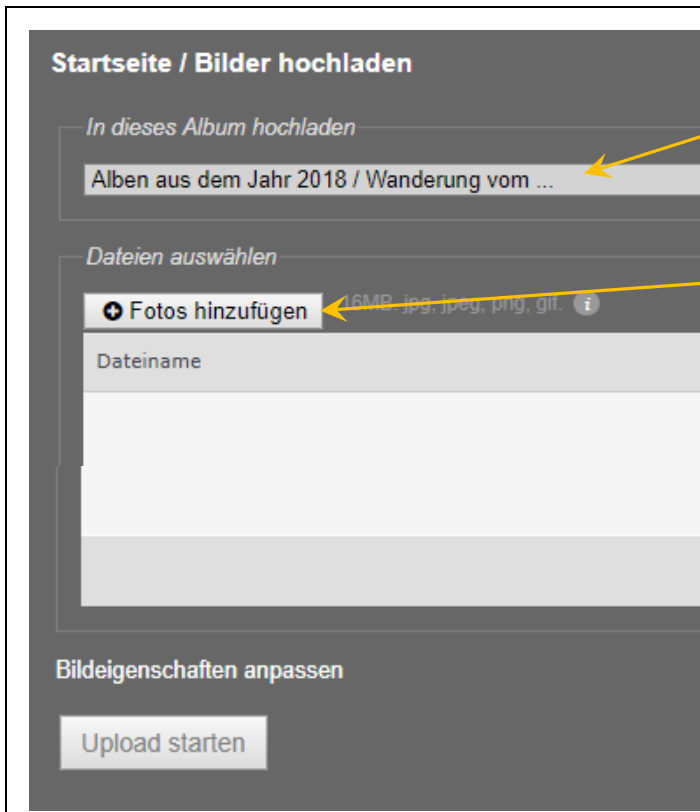 Startseite / Bilder hochladen
In dieses Album hochladen
Alben aus dem Jahr 2018 / Wanderung vom ...
Dateien auswählen
Fotos hinzufügen 16MB. jpg, jpeg, png, gif. i
Dateiname
Bildeigenschaften anpassen
Upload starten